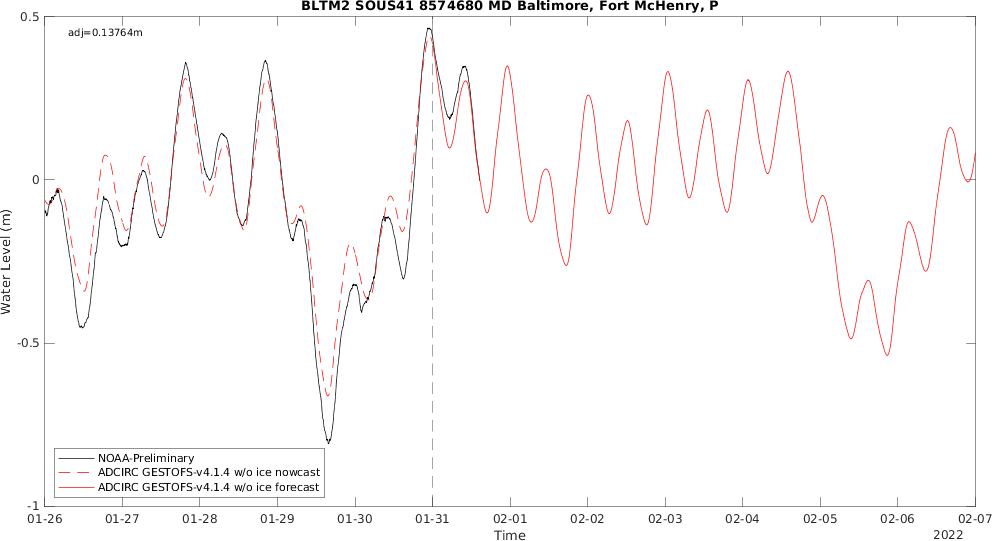 BLTM2 SOUS41 8574680 MD Baltimore, Fort McHenry, P
adj=0.13764m
0.5
0
-0.5
-1
Water Level (m)
NOAA-Preliminary
ADCIRC GESTOFS-v4.1.4 w/o ice nowcast
ADCIRC GESTOFS-v4.1.4 w/o ice forecast
01-26 01-27 01-28 01-29 01-30 01-31 02-01 02-02 02-03 02-04 02-05 02-06 02-07
Time
2022